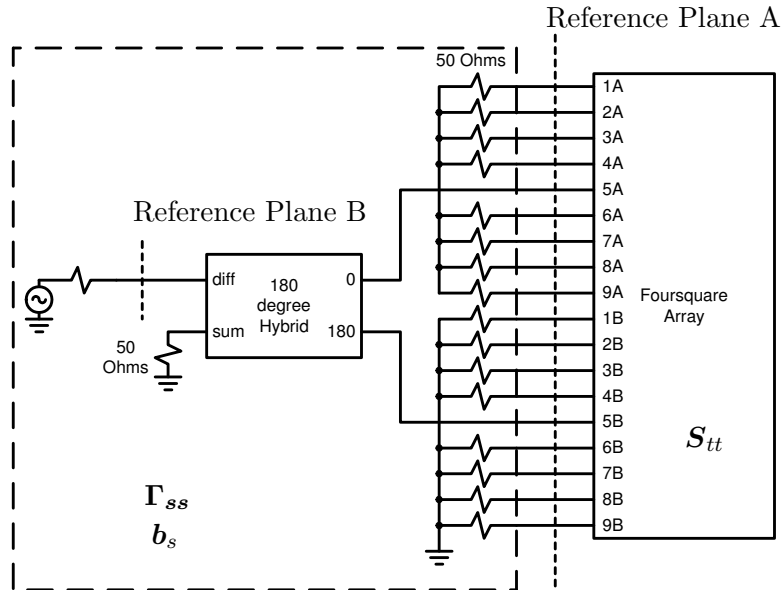 Reference Plane A
50 Ohms
1A
2A
3A
4A
5A
6A
7A
8A
9A
1B
2B
3B
4B
5B
6B
7B
8B
9B
Foursquare
Array
S_tt
Reference Plane B
diff
sum
180
degree
Hybrid
0
180
50
Ohms
Γ_ss
b_s